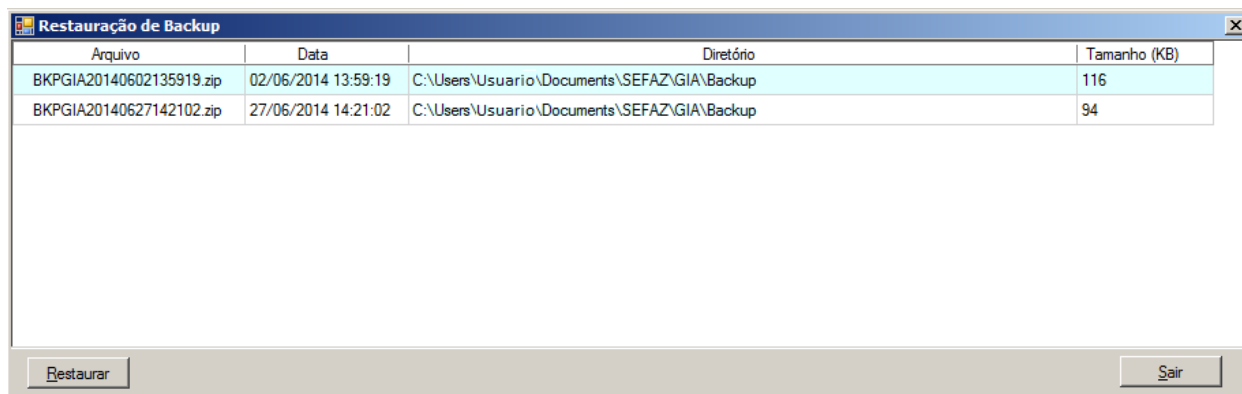 Restauração de Backup
Arquivo Data Diretório Tamanho (KB)
BKPGIA20140602135919.zip 02/06/2014 13:59:19 C:\Users\Usuario\Documents\SEFAZ\GIA\Backup 116
BKPGIA20140627142102.zip 27/06/2014 14:21:02 C:\Users\Usuario\Documents\SEFAZ\GIA\Backup 94
Restaurar Sair